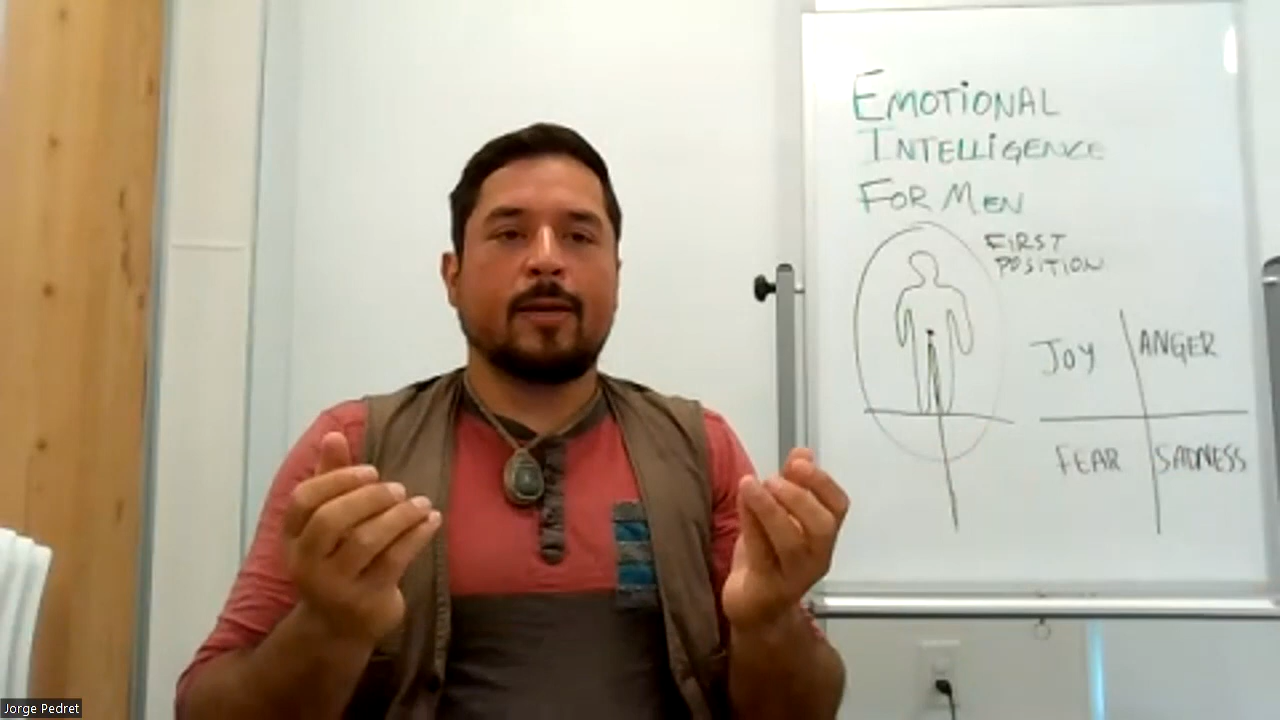 EMOTIONAL
INTELLIGENCE
FOR MEN
FIRST
POSITION
JOY
ANGER
FEAR
SADNESS
Jorge Pedret